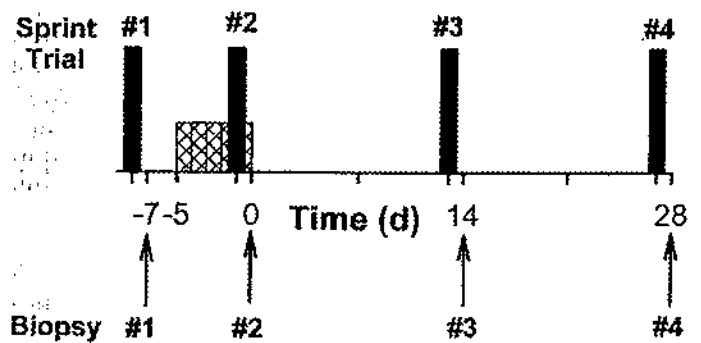 Sprint Trial #1 #2 #3 #4
-7 -5 0 Time (d) 14 28
Biopsy #1 #2 #3 #4